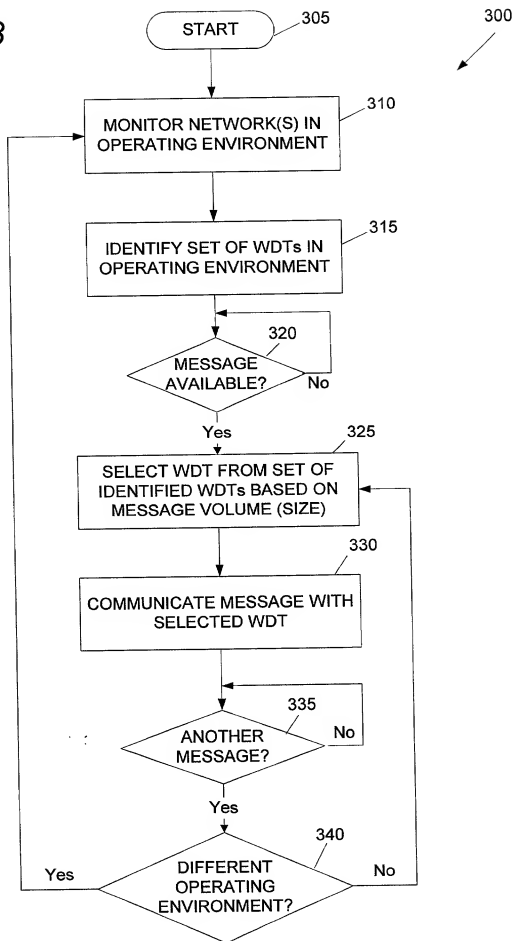 START
305
300
MONITOR NETWORK(S) IN
OPERATING ENVIRONMENT
310
IDENTIFY SET OF WDTs IN
OPERATING ENVIRONMENT
315
MESSAGE
AVAILABLE?
320
No
Yes
325
SELECT WDT FROM SET OF
IDENTIFIED WDTs BASED ON
MESSAGE VOLUME (SIZE)
330
COMMUNICATE MESSAGE WITH
SELECTED WDT
335
ANOTHER
MESSAGE?
No
Yes
340
DIFFERENT
OPERATING
ENVIRONMENT?
Yes
No